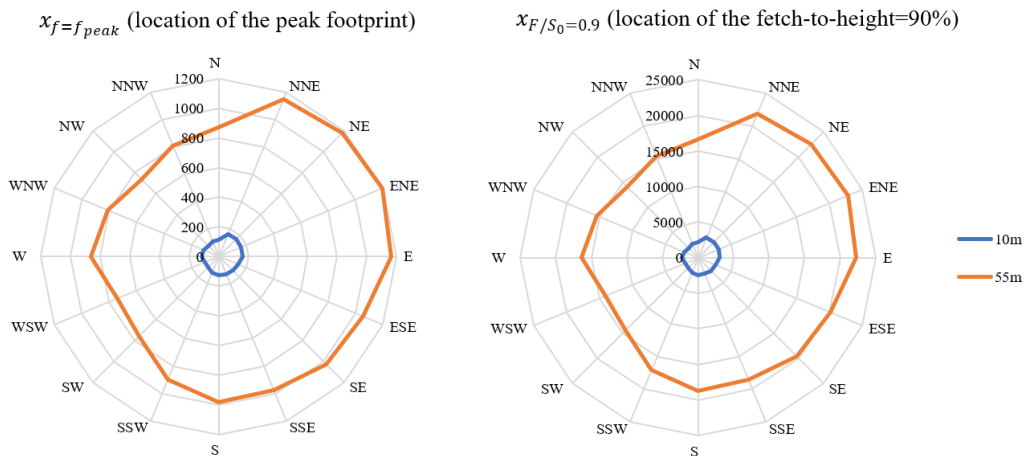 x_{f=f_{peak}} (location of the peak footprint)
N
1200
NNW
NNE
1000
NW
NE
800
600
WNW
ENE
400
200
W
0
E
WSW
ESE
SW
SE
SSW
SSE
S
x_{F/S_0=0.9} (location of the fetch-to-height=90%)
N
25000
NNW
NNE
20000
NW
NE
15000
WNW
ENE
10000
5000
W
0
E
WSW
ESE
SW
SE
SSW
SSE
S
10m
55m